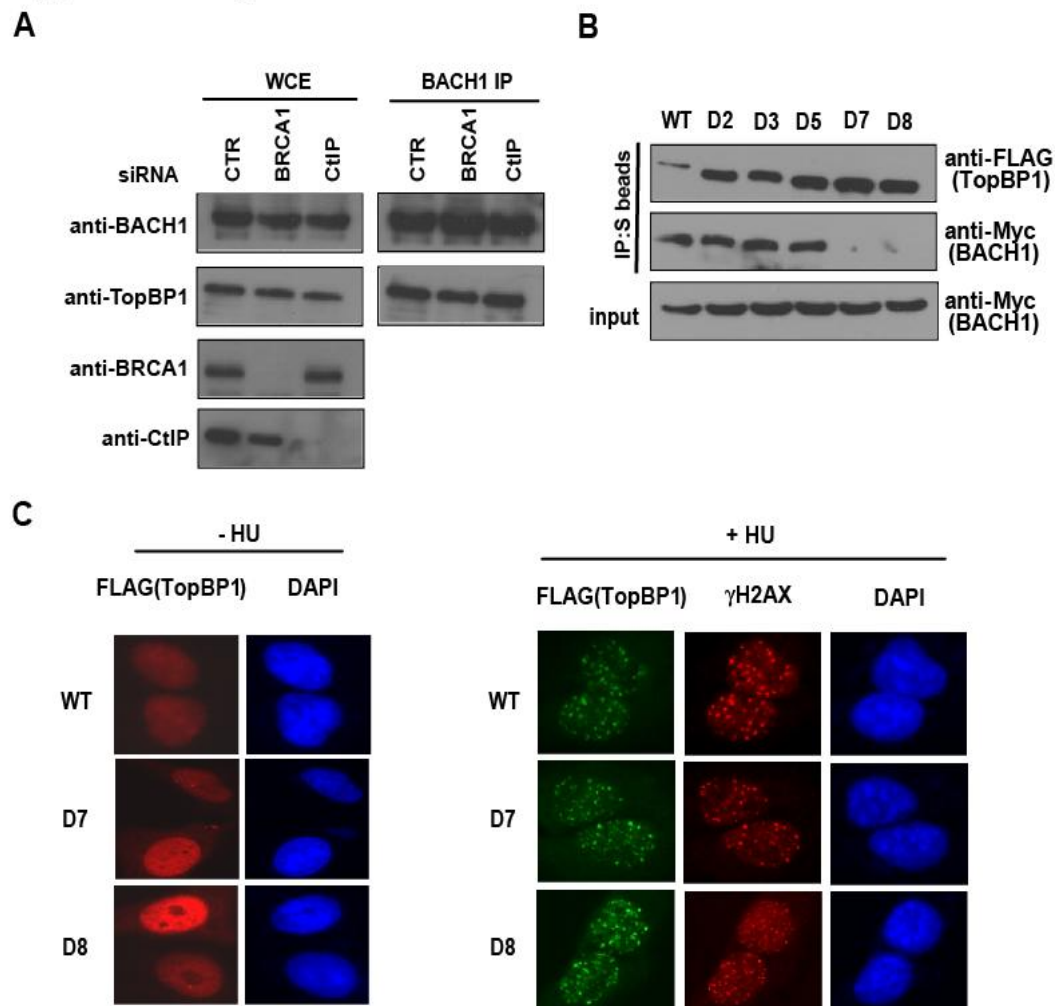 A
WCE
BACH1 IP
siRNA
CTR
BRCA1
CtIP
CTR
BRCA1
CtIP
anti-BACH1
anti-TopBP1
anti-BRCA1
anti-CtIP
B
WT D2 D3 D5 D7 D8
IP:S beads
anti-FLAG
(TopBP1)
anti-Myc
(BACH1)
input
anti-Myc
(BACH1)
C
- HU
FLAG(TopBP1) DAPI
WT
D7
D8
+ HU
FLAG(TopBP1) γH2AX DAPI
WT
D7
D8